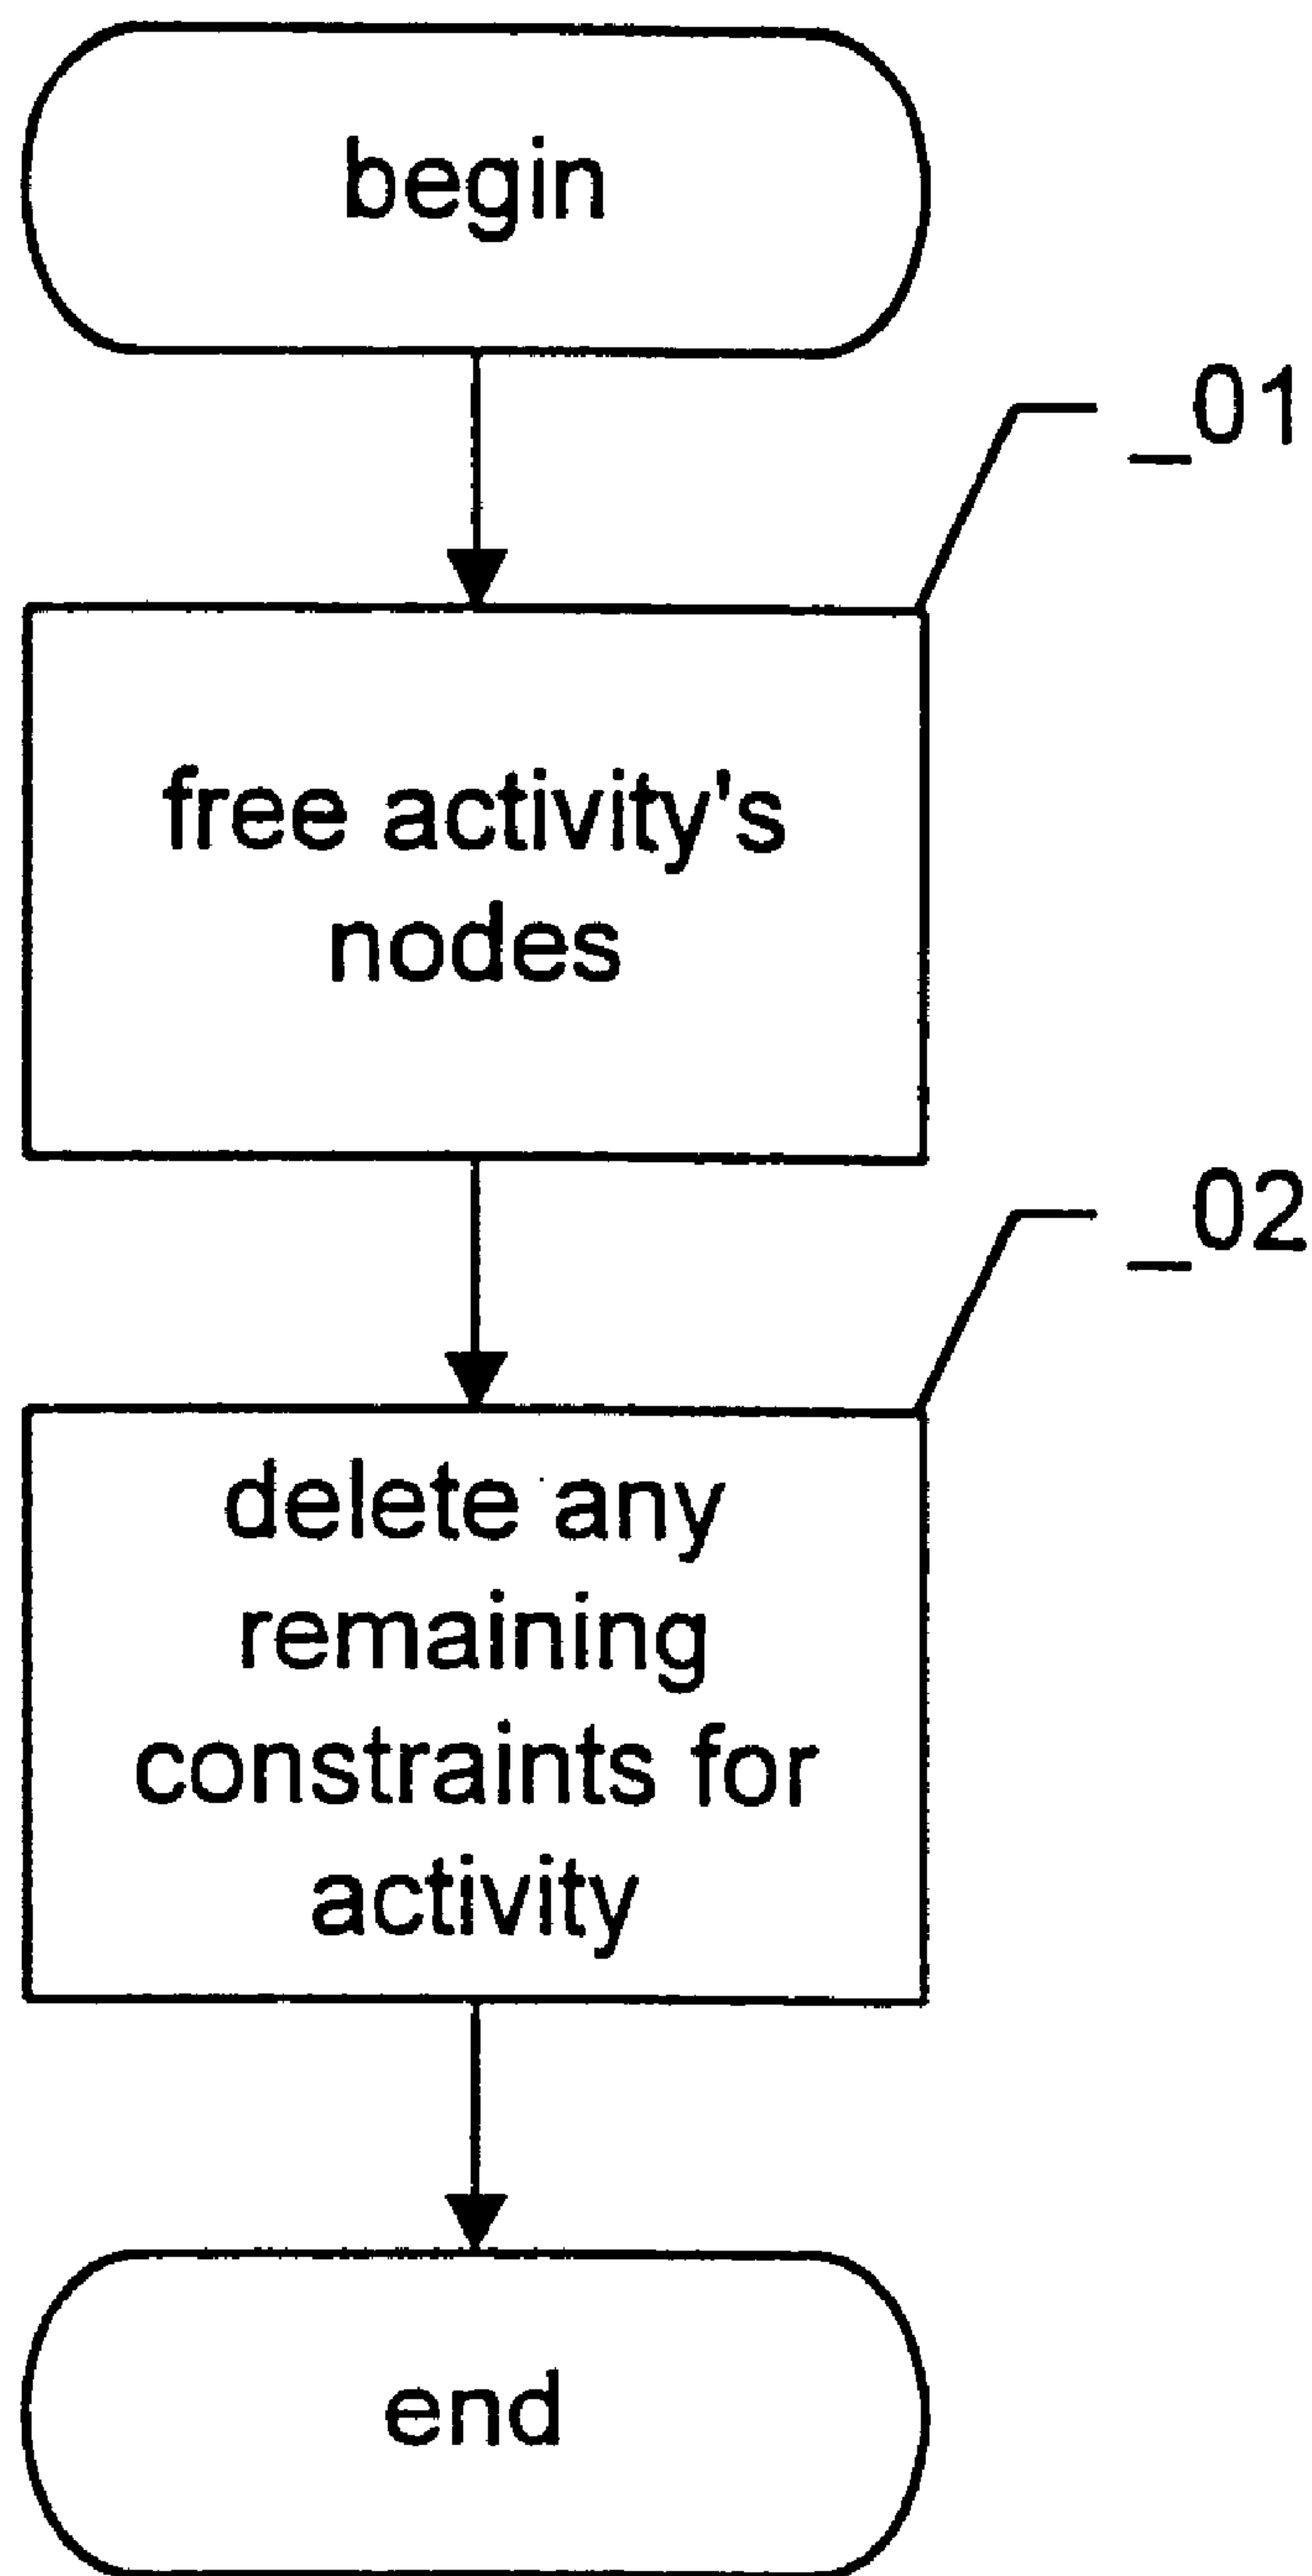 begin
_01
free activity's
nodes
_02
delete any
remaining
constraints for
activity
end